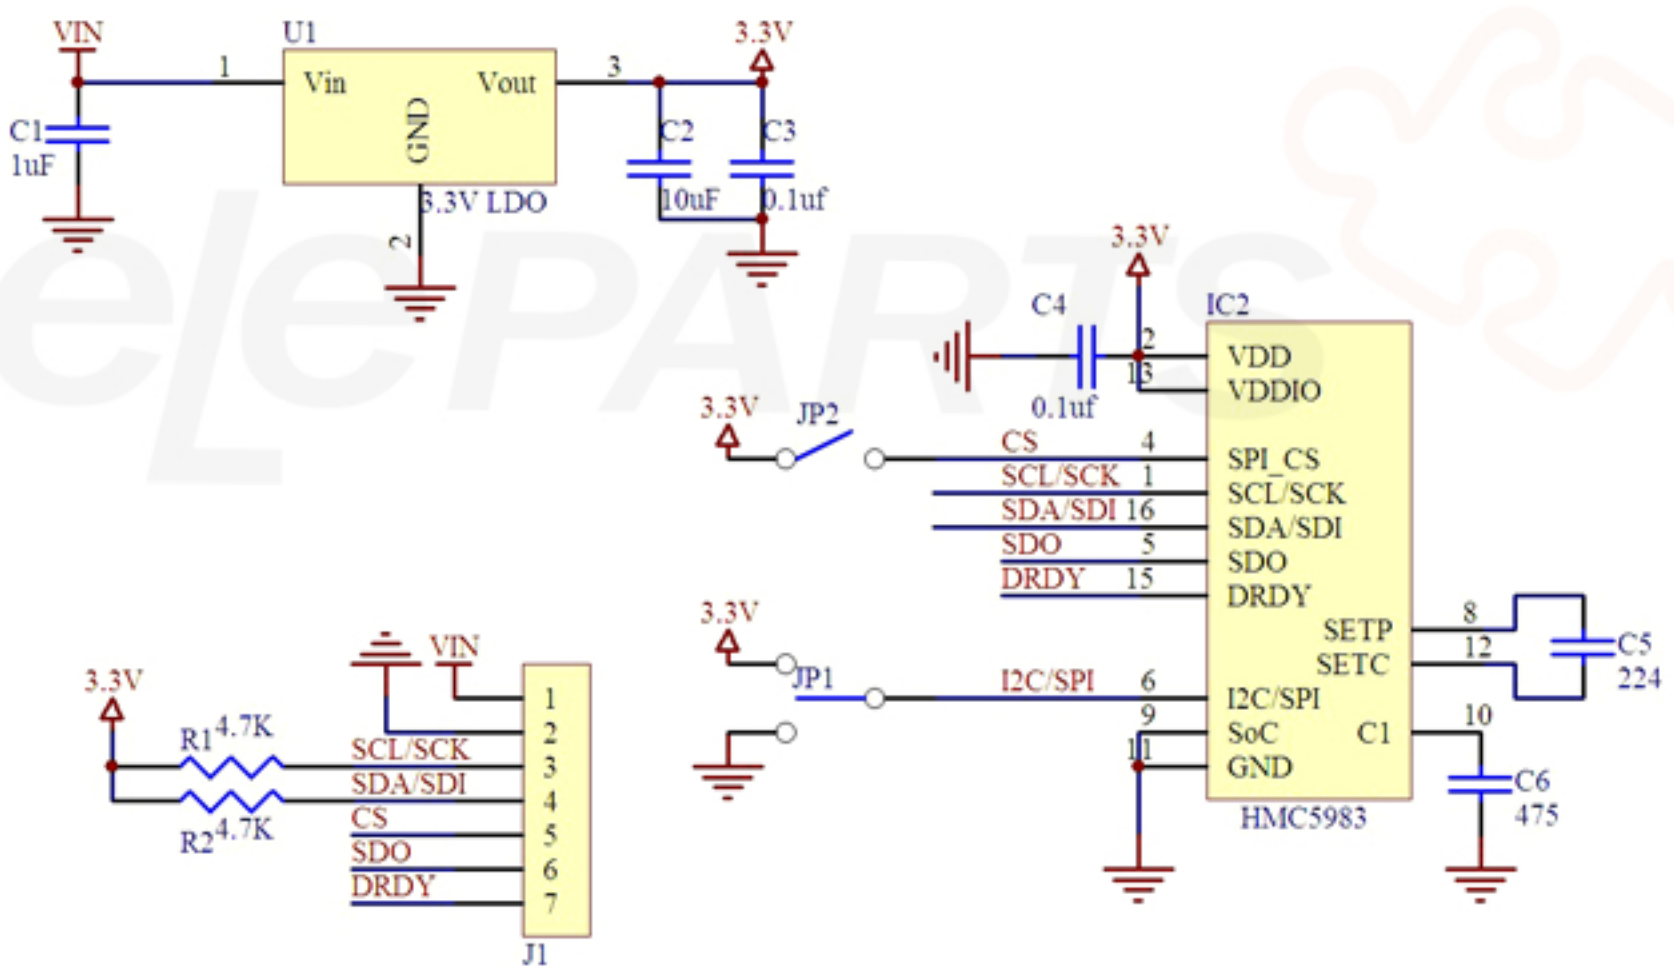 VIN
U1
3.3V
1
Vin
Vout
3
GND
C1
1uF
C2
C3
10uF
0.1uf
3.3V LDO
2
elePARTS
3.3V
C4
0.1uf
IC2
2
VDD
13
VDDIO
3.3V
JP2
CS
4
SPI_CS
SCL/SCK
1
SCL/SCK
SDA/SDI
16
SDA/SDI
SDO
5
SDO
DRDY
15
DRDY
SETP
8
SETC
12
C5
224
3.3V
JP1
I2C/SPI
6
I2C/SPI
9
SoC
11
GND
C1
10
C6
475
HMC5983
VIN
3.3V
R1
4.7K
R2
4.7K
1
2
SCL/SCK
3
SDA/SDI
4
CS
5
SDO
6
DRDY
7
J1